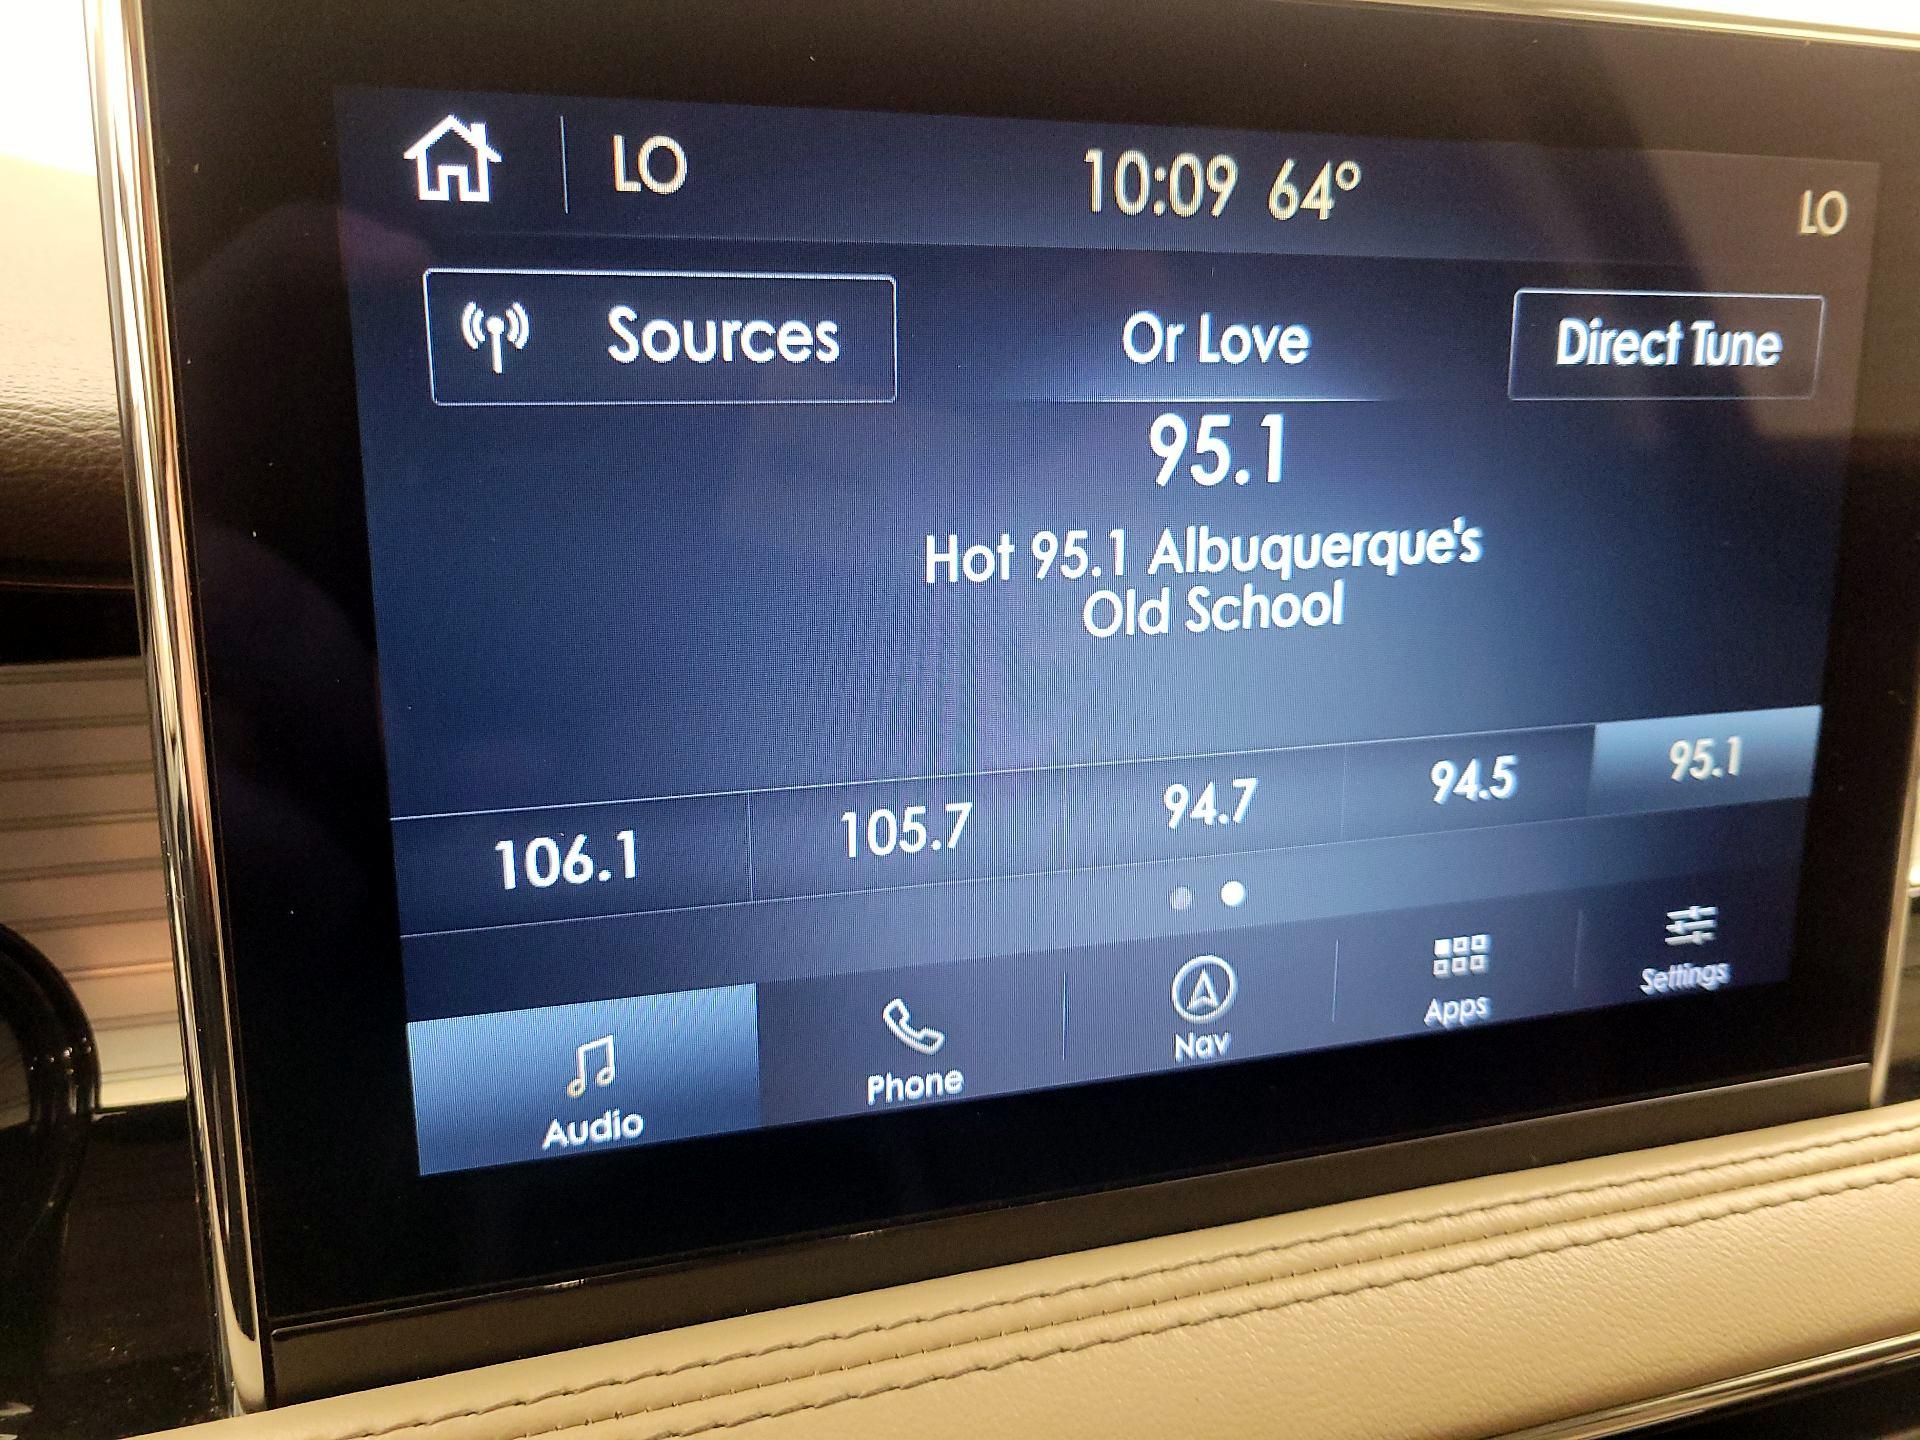 LO
10:09 64°
LO
Sources
Or Love
Direct Tune
95.1
Hot 95.1 Albuquerque's
Old School
106.1
105.7
94.7
94.5
95.1
Audio
Phone
Nav
Apps
Settings